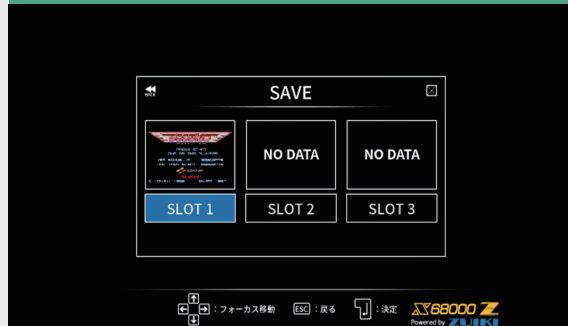 BACK
SAVE
NO DATA
NO DATA
SLOT 1
SLOT 2
SLOT 3
：フォーカス移動
ESC：戻る
：決定
X68000 Z
Powered by ZUIKI